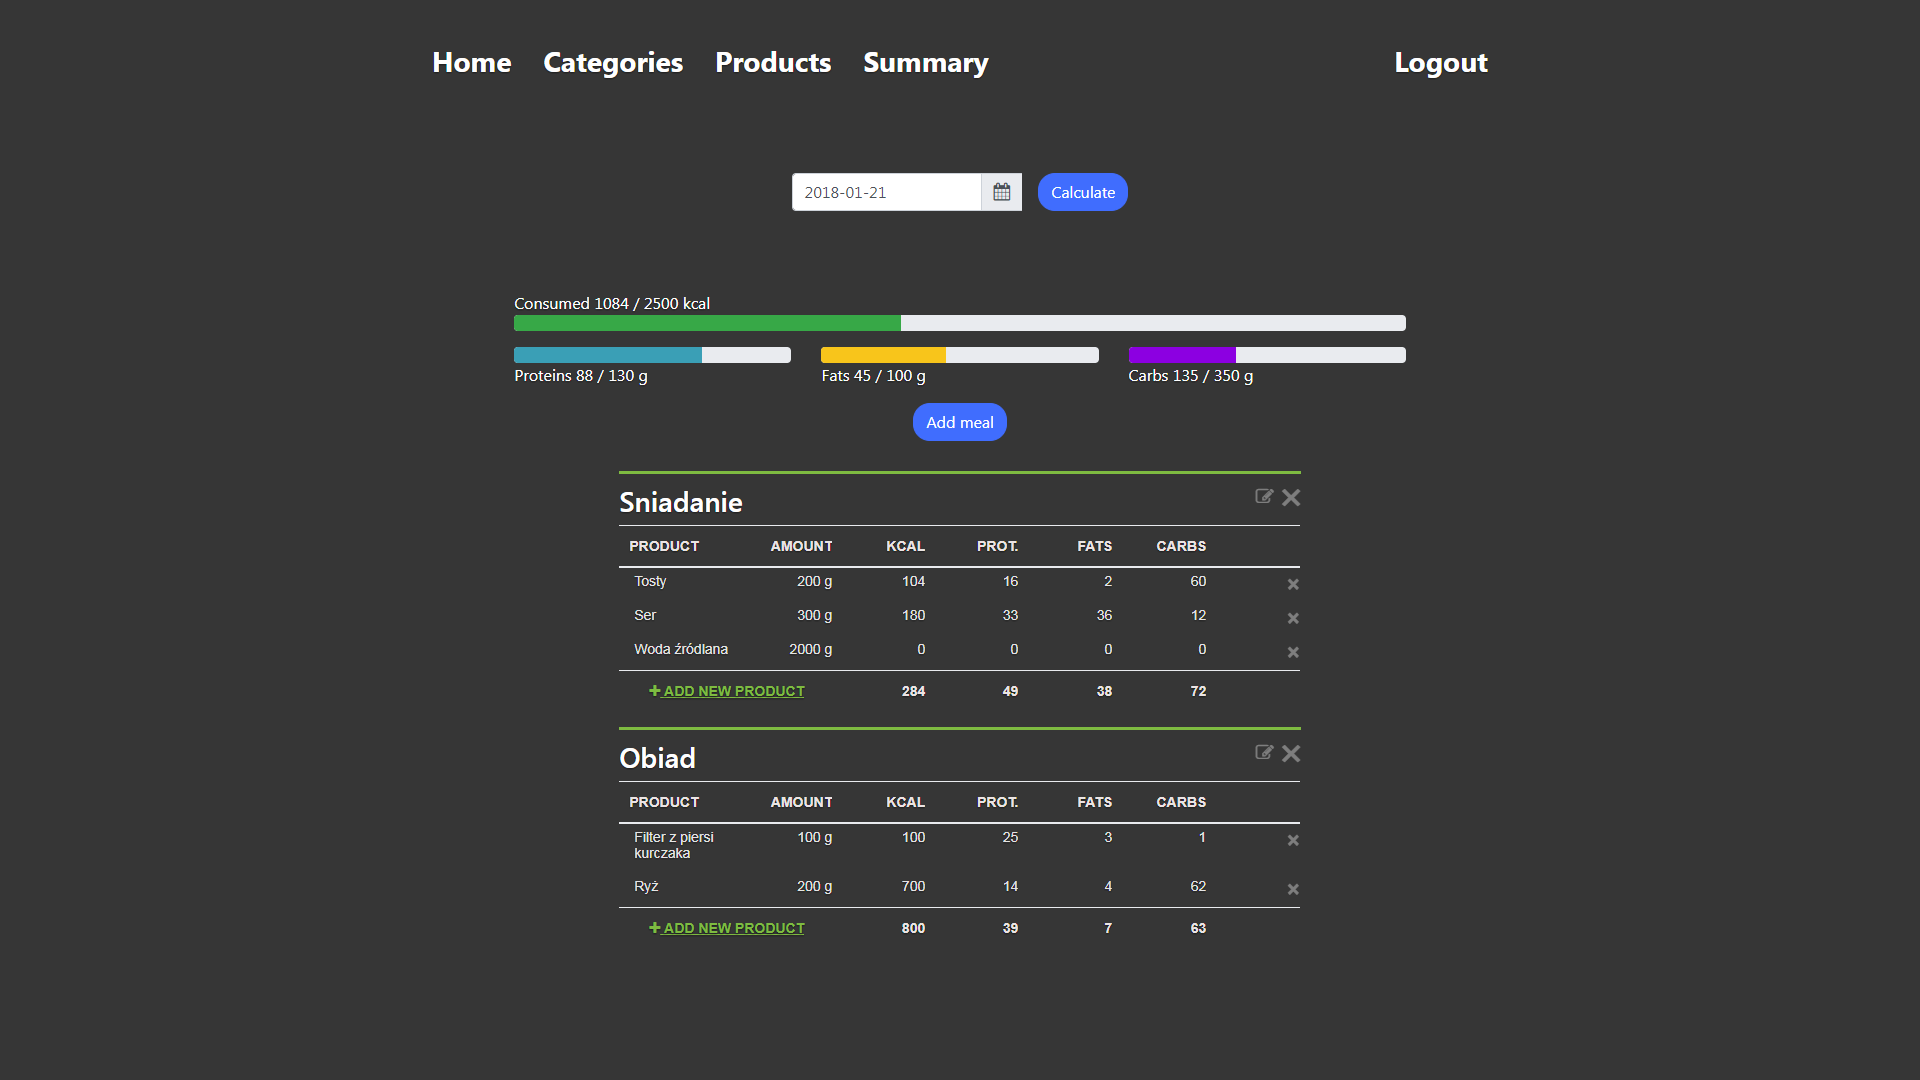 Home Categories Products Summary Logout
2018-01-21 Calculate
Consumed 1084 / 2500 kcal
Proteins 88 / 130 g Fats 45 / 100 g Carbs 135 / 350 g
Add meal
Sniadanie
PRODUCT AMOUNT KCAL PROT. FATS CARBS
Tosty 200 g 104 16 2 60
Ser 300 g 180 33 36 12
Woda źródlana 2000 g 0 0 0 0
ADD NEW PRODUCT 284 49 38 72
Obiad
PRODUCT AMOUNT KCAL PROT. FATS CARBS
Filter z piersi 100 g 100 25 3 1
kurczaka
Ryż 200 g 700 14 4 62
ADD NEW PRODUCT 800 39 7 63